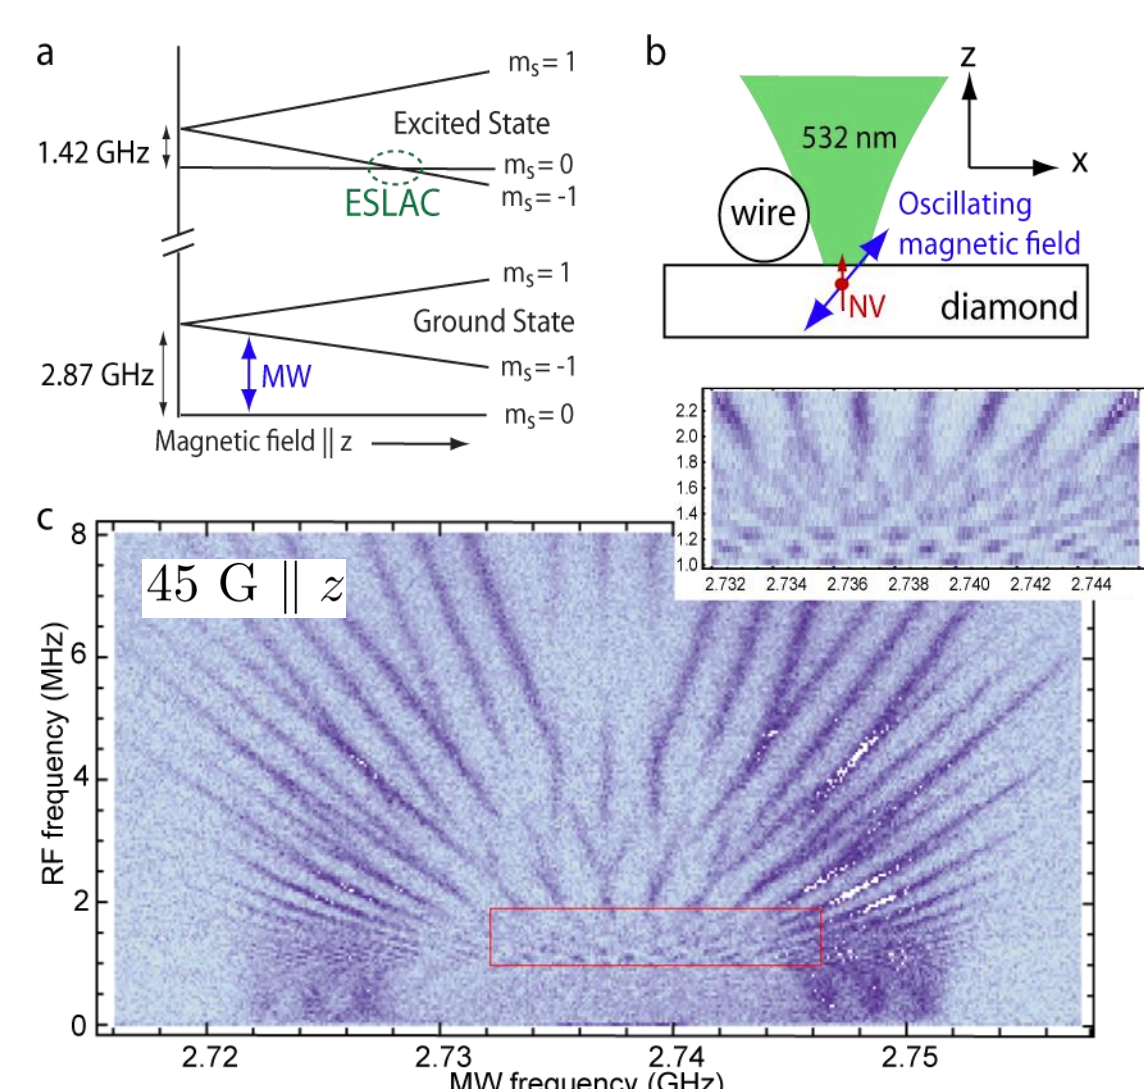 a
m_s = 1
Excited State
1.42 GHz
m_s = 0
ESLAC
m_s = -1
m_s = 1
Ground State
2.87 GHz
m_s = -1
MW
m_s = 0
Magnetic field || z
b
z
532 nm
x
wire
Oscillating
magnetic field
NV
diamond
2.2
2.0
1.8
1.6
1.4
1.2
1.0
2.732 2.734 2.736 2.738 2.740 2.742 2.744
c
45 G ∥ z
RF frequency (MHz)
8
6
4
2
0
2.72 2.73 2.74 2.75
MW frequency (GHz)